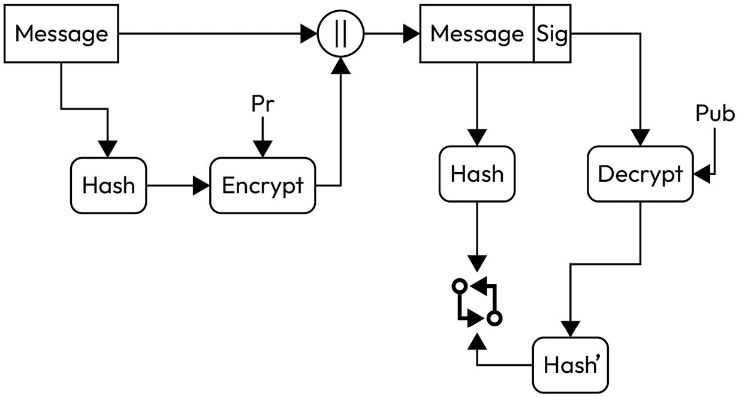 Message
||
Message
Sig
Pr
Pub
Hash
Encrypt
Hash
Decrypt
Hash’